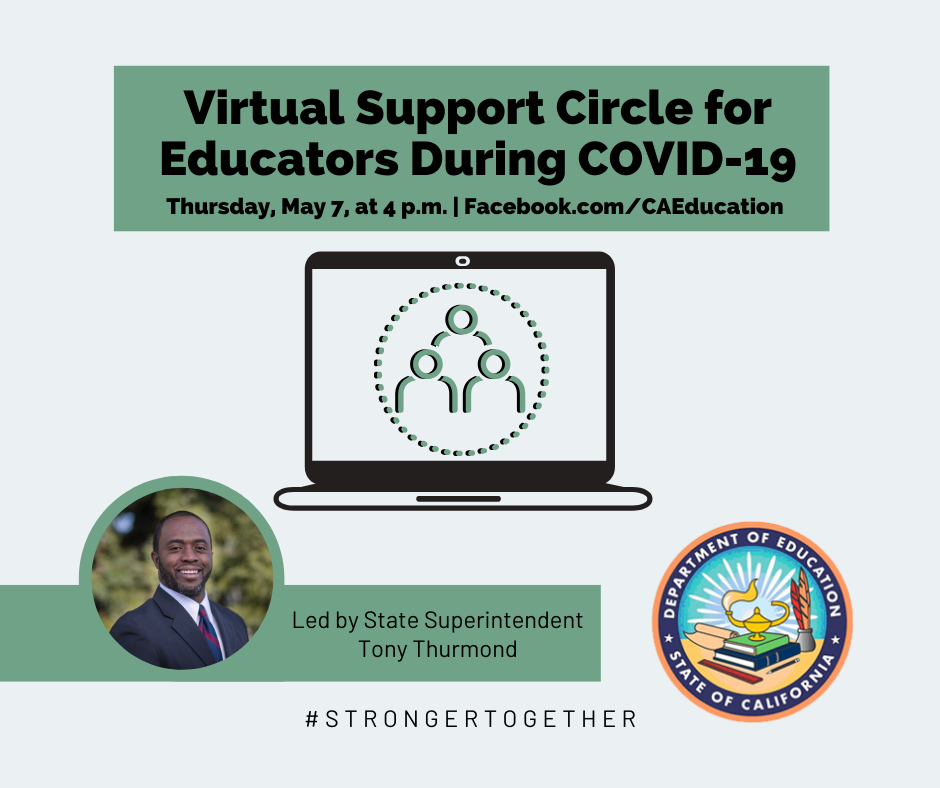 Virtual Support Circle for
Educators During COVID-19
Thursday, May 7, at 4 p.m. | Facebook.com/CAEducation
Led by State Superintendent
Tony Thurmond
DEPARTMENT OF EDUCATION
STATE OF CALIFORNIA
#STRONGERTOGETHER